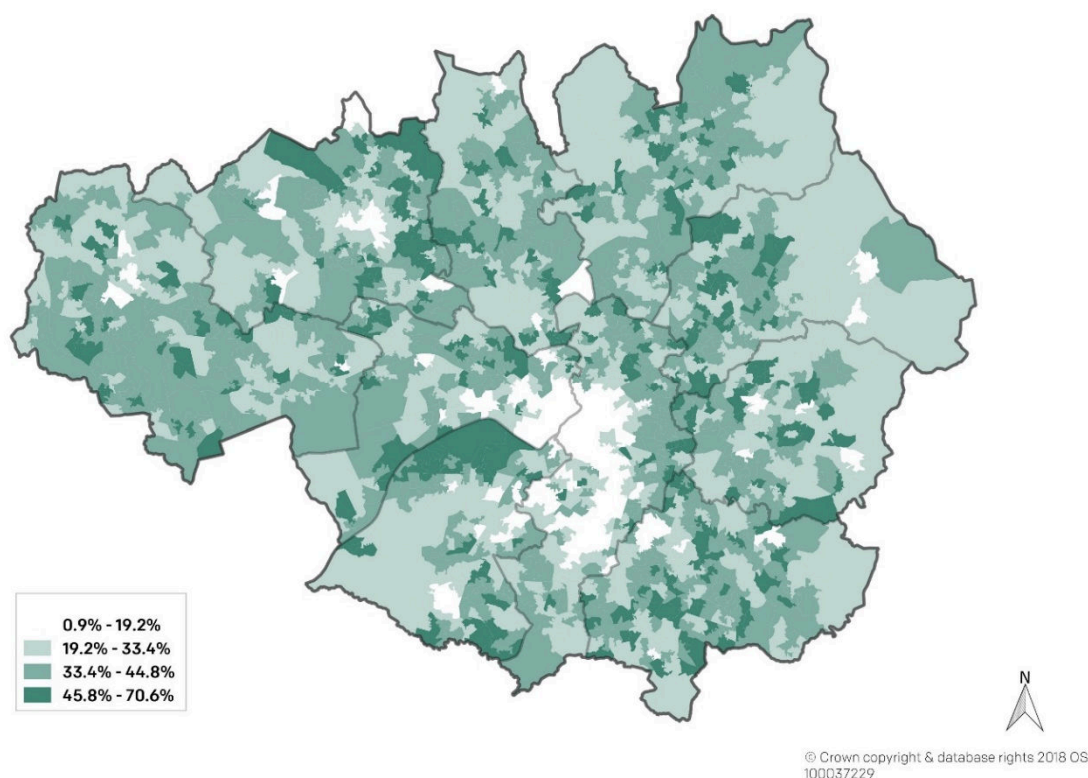 0.9% - 19.2%
19.2% - 33.4%
33.4% - 44.8%
45.8% - 70.6%
N
© Crown copyright & database rights 2018 OS
100037229